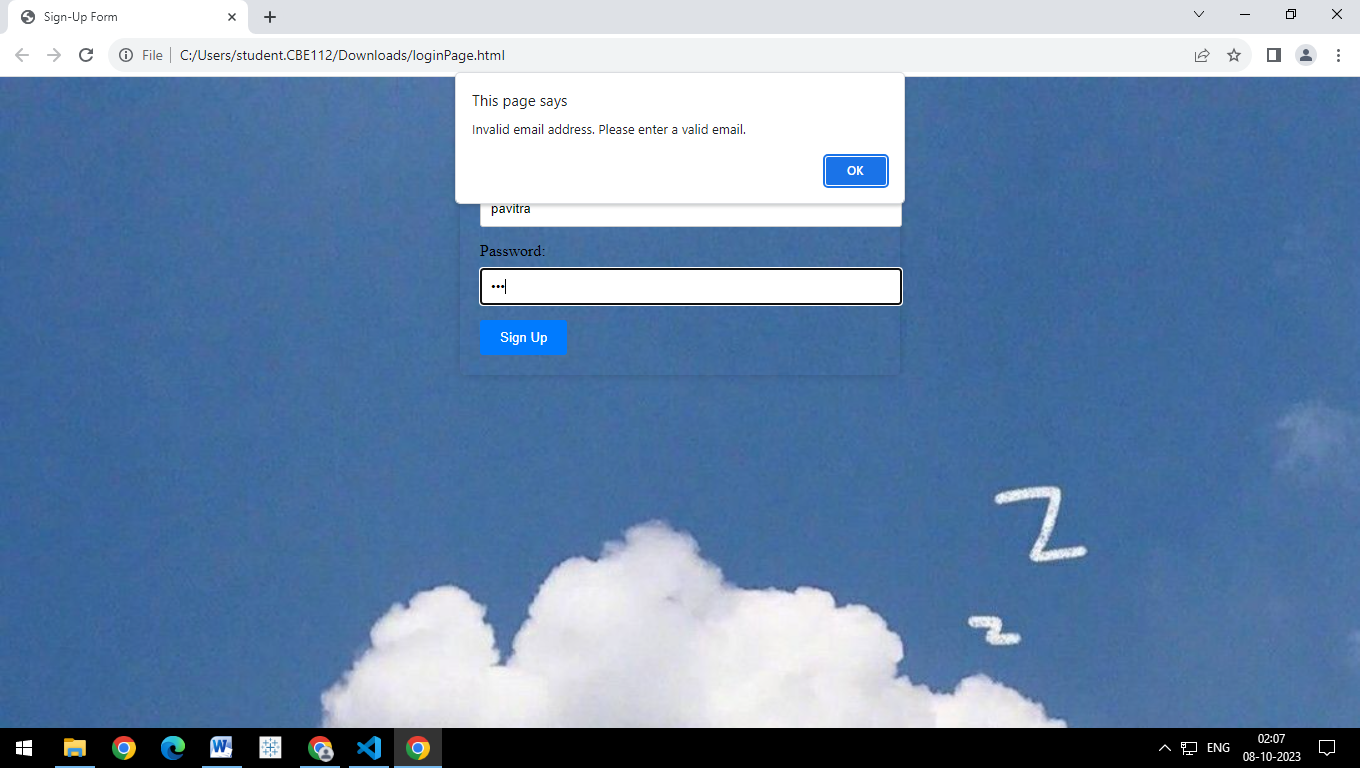 Sign-Up Form
File
C:/Users/student.CBE112/Downloads/loginPage.html
This page says
Invalid email address. Please enter a valid email.
OK
pavitra
Password:
•••
Sign Up
Z
z
ENG
02:07
08-10-2023